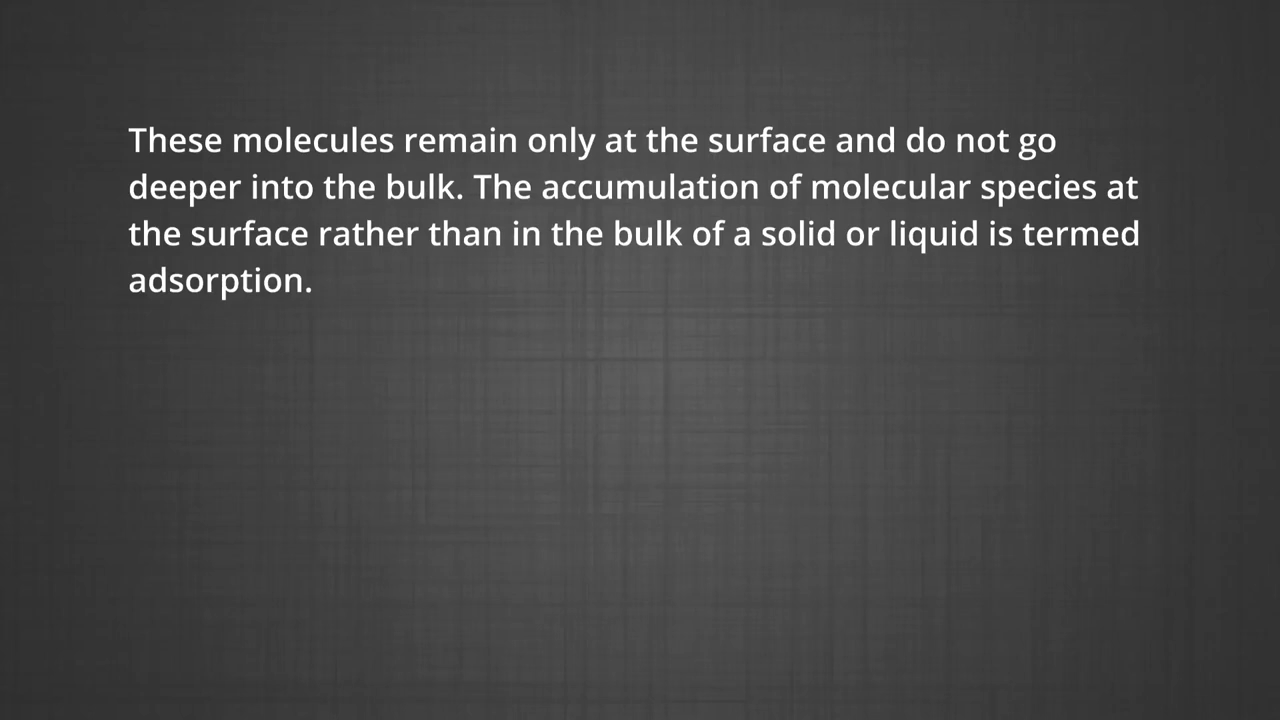 These molecules remain only at the surface and do not go
deeper into the bulk. The accumulation of molecular species at
the surface rather than in the bulk of a solid or liquid is termed
adsorption.